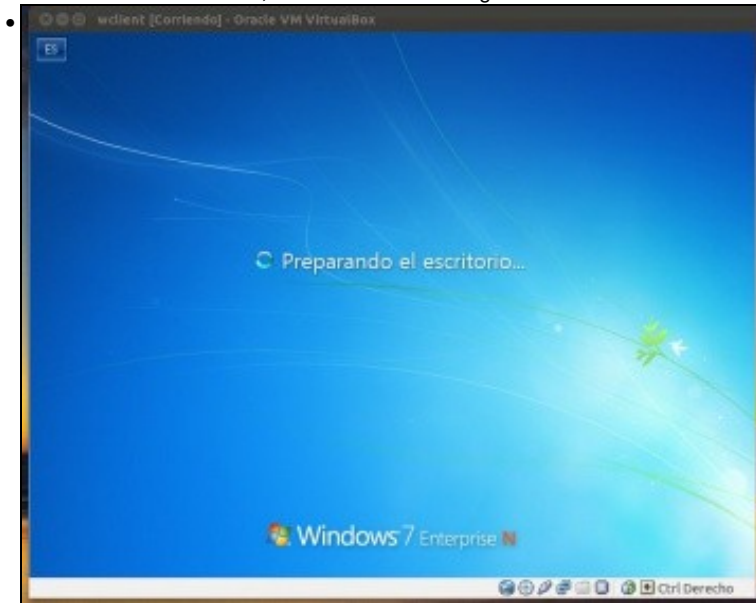 wclient [Corriendo] - Oracle VM VirtualBox
ES
Preparando el escritorio...
Windows 7 Enterprise N
Ctrl Derecho